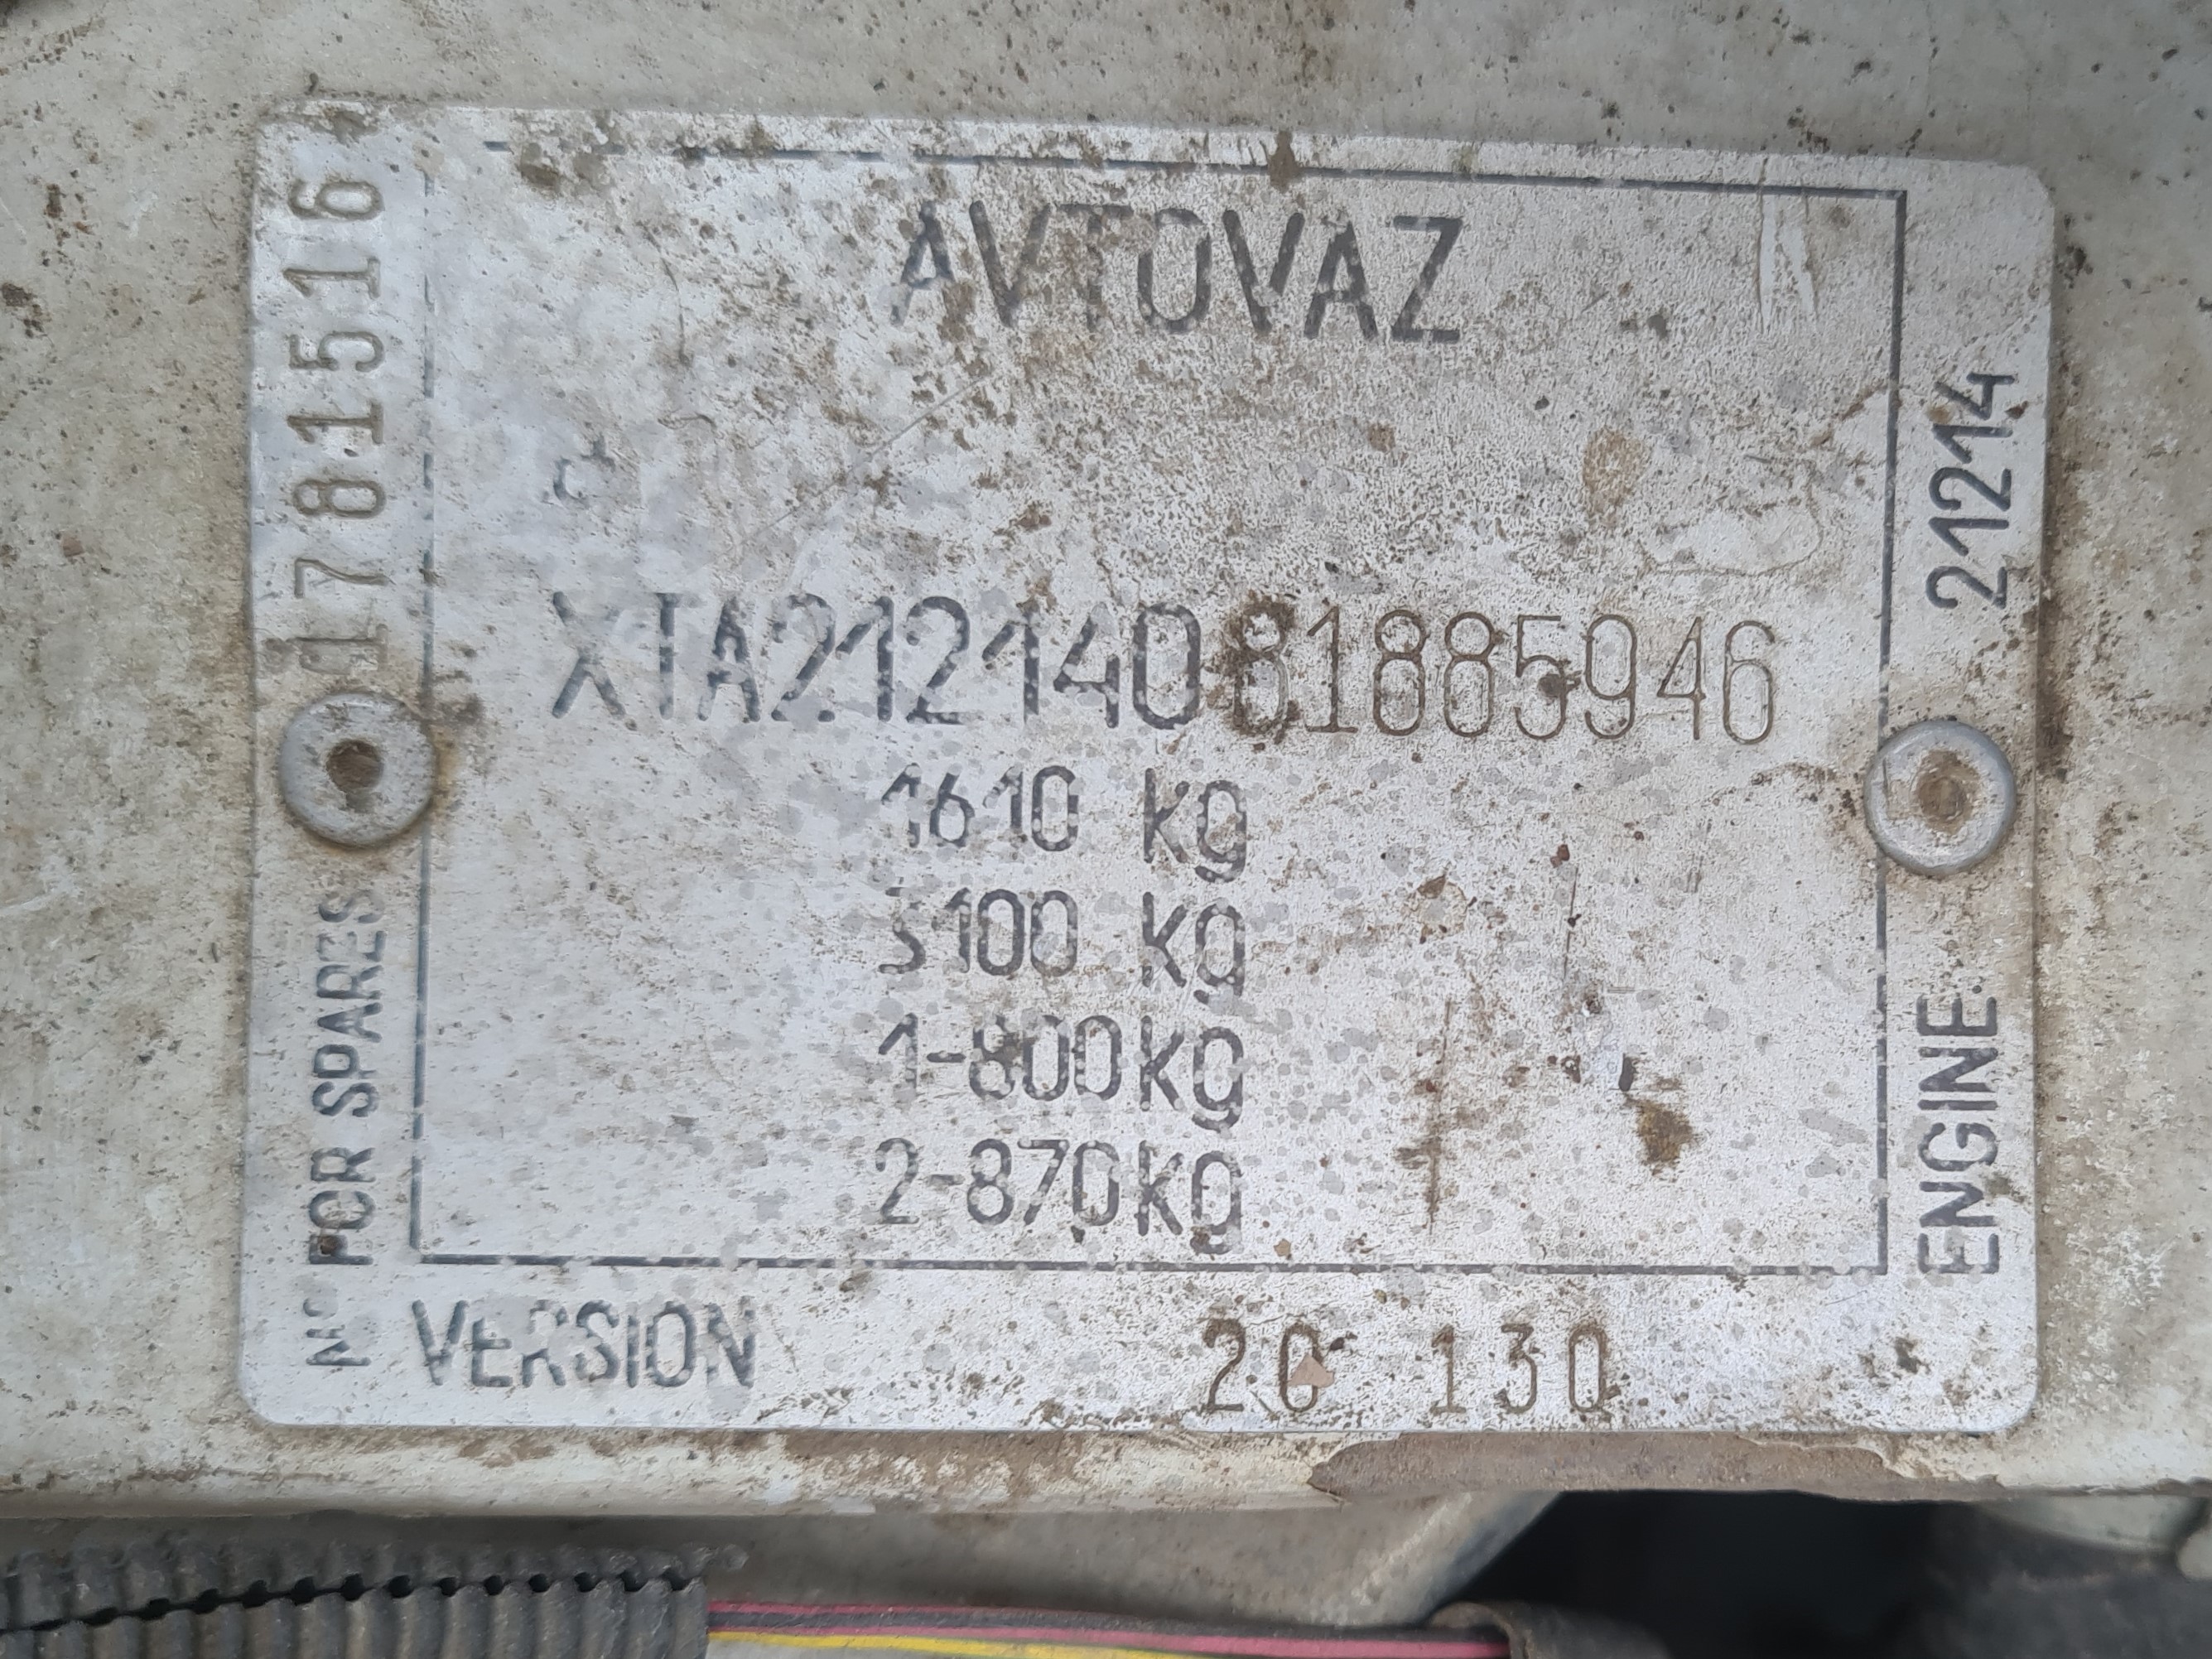 AVTOVAZ
XTA21214081885946
1610 kg
3100 kg
1-800kg
2-870kg
VERSION 20 130
N° FOR SPARES 1781516
ENGINE 21214